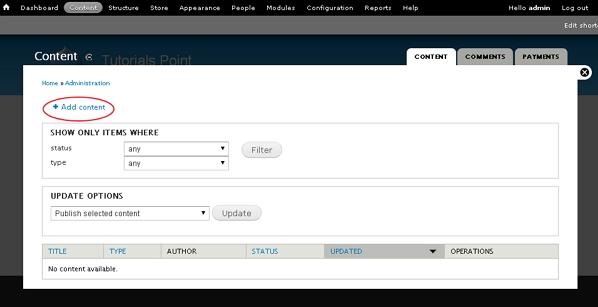 Dashboard Content Structure Store Appearance People Modules Configuration Reports Help Hello admin Log out
Edit short
Content Tutorials Point CONTENT COMMENTS PAYMENTS
Home » Administration
+ Add content
SHOW ONLY ITEMS WHERE
status any Filter
type any
UPDATE OPTIONS
Publish selected content Update
TITLE TYPE AUTHOR STATUS UPDATED OPERATIONS
No content available.